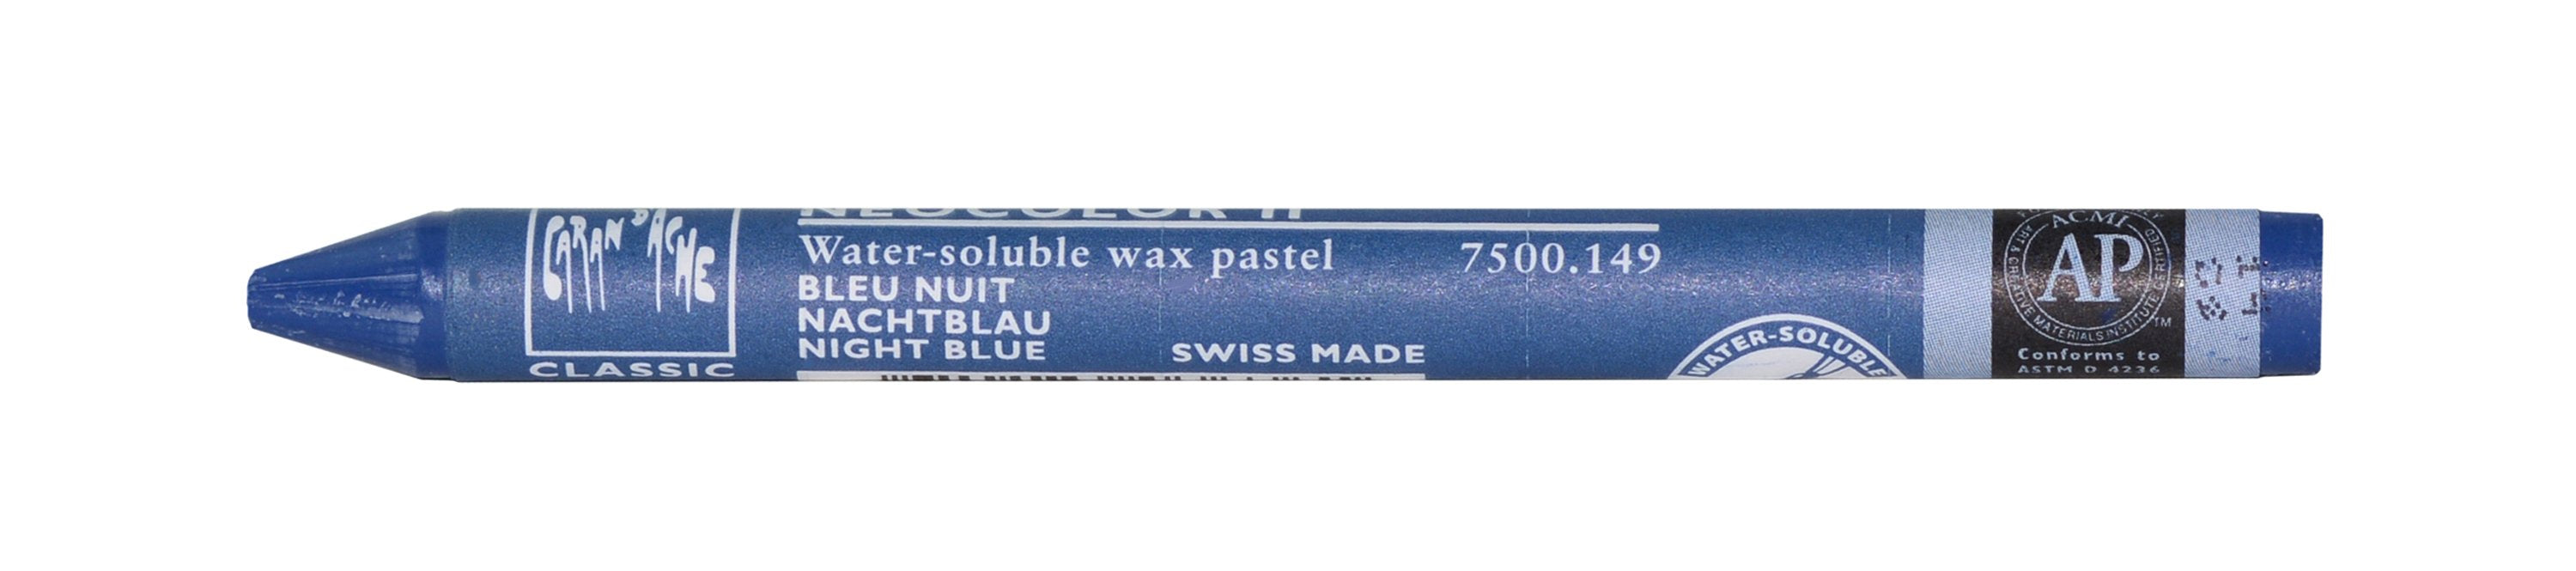 CARAN D'ACHE
CLASSIC
NEOCOLOR II
Water-soluble wax pastel 7500.149
BLEU NUIT
NACHTBLAU
NIGHT BLUE SWISS MADE
WATER-SOLUBLE
ACMI
AP
ART & CREATIVE MATERIALS INSTITUTE CERTIFIED
TM
Conforms to
ASTM D 4236